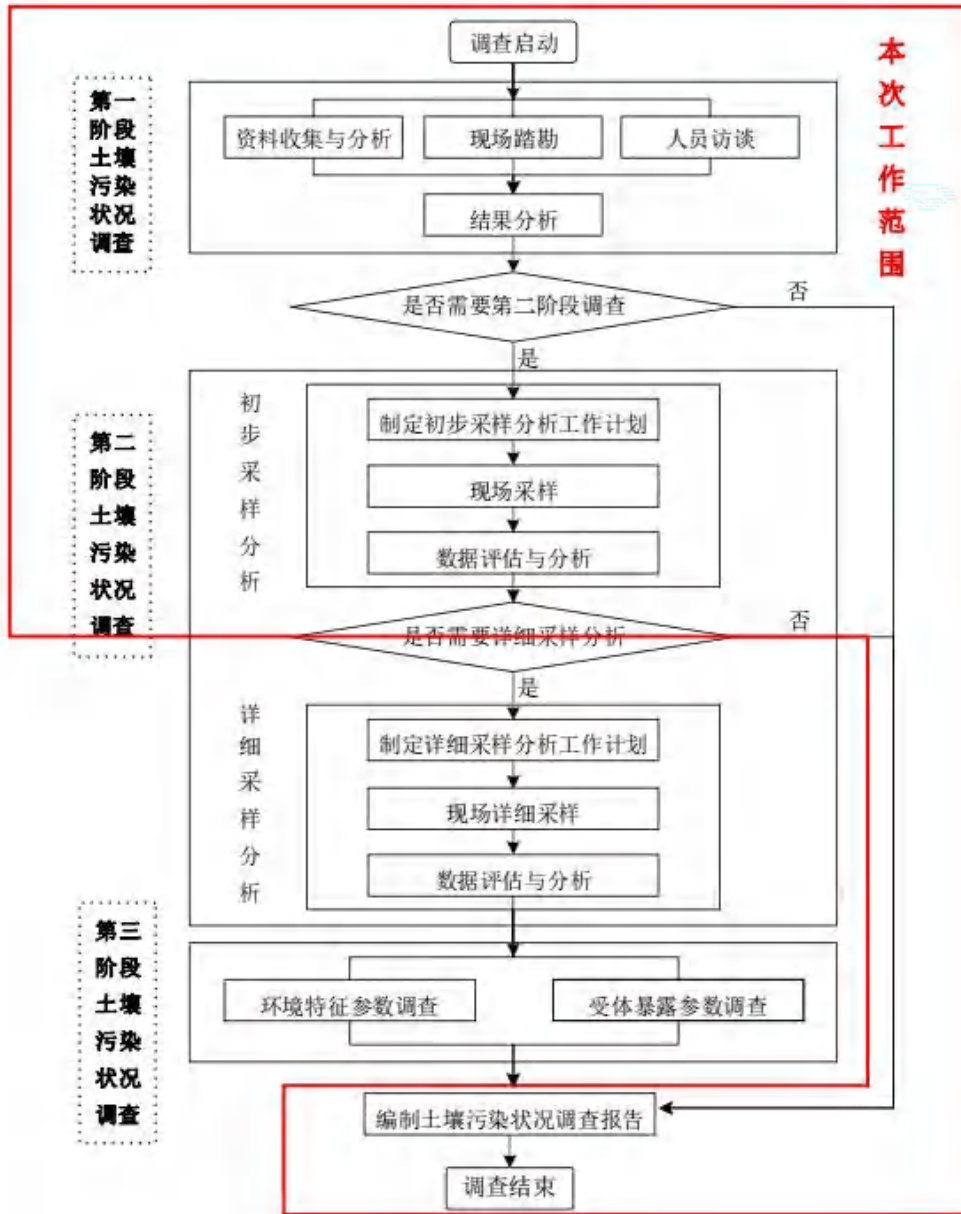 调查启动
本次工作范围
第一阶段土壤污染状况调查
资料收集与分析
现场踏勘
人员访谈
结果分析
是否需要第二阶段调查
否
是
第二阶段土壤污染状况调查
初步采样分析
制定初步采样分析工作计划
现场采样
数据评估与分析
是否需要详细采样分析
否
是
详细采样分析
制定详细采样分析工作计划
现场详细采样
数据评估与分析
第三阶段土壤污染状况调查
环境特征参数调查
受体暴露参数调查
编制土壤污染状况调查报告
调查结束